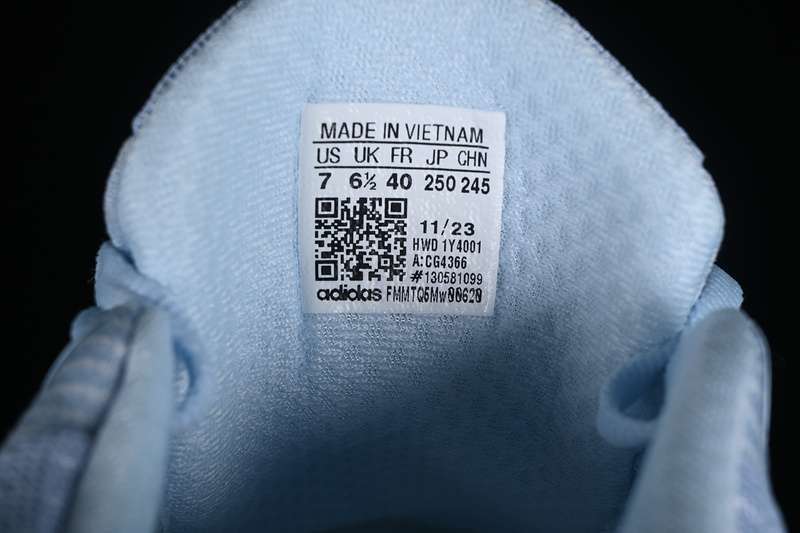 MADE IN VIETNAM
US UK FR JP CHN
7 6½ 40 250 245
11/23
HWD 1Y4001
A:CG4366
#130581099
adidas FMMTQ5Mw00620